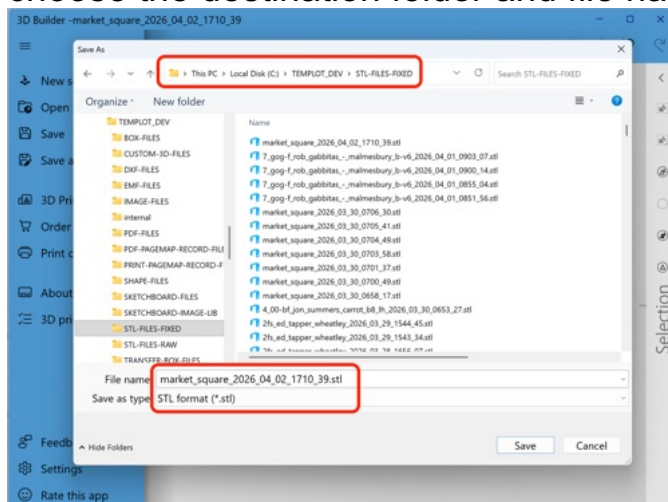 choose the destination folder and file na
3D Builder -market_square_2026_04_02_1710_39
Save As
This PC > Local Disk (C:) > TEMPLOT_DEV > STL-FILES-FIXED
Search STL-FILES-FIXED
Organize
New folder
New s
Open
Save
Save a
3D Pri
Order
Print c
About
3D pri
Feedb
Settings
Rate this app
TEMPLOT_DEV
BOX-FILES
CUSTOM-3D-FILES
DXF-FILES
EMF-FILES
IMAGE-FILES
internal
PDF-FILES
PDF-PAGEMAP-RECORD-FILE
PRINT-PAGEMAP-RECORD-F
SHAPE-FILES
SKETCHBOARD-FILES
SKETCHBOARD-IMAGE-LIB
STL-FILES-FIXED
STL-FILES-RAW
TRANSFER-BOX-FILES
Name
market_square_2026_04_02_1710_39.stl
7_gog-f_rob_gabbitas_-_malmesbury_b-v6_2026_04_01_0903_07.stl
7_gog-f_rob_gabbitas_-_malmesbury_b-v6_2026_04_01_0900_14.stl
7_gog-f_rob_gabbitas_-_malmesbury_b-v6_2026_04_01_0855_04.stl
7_gog-f_rob_gabbitas_-_malmesbury_b-v6_2026_04_01_0851_56.stl
market_square_2026_03_30_0706_30.stl
market_square_2026_03_30_0705_41.stl
market_square_2026_03_30_0704_49.stl
market_square_2026_03_30_0703_58.stl
market_square_2026_03_30_0701_37.stl
market_square_2026_03_30_0700_49.stl
market_square_2026_03_30_0658_17.stl
4_00-bf_jon_summers_carrot_b8_lh_2026_03_30_0653_27.stl
2fs_ed_tapper_wheatley_2026_03_29_1544_45.stl
2fs_ed_tapper_wheatley_2026_03_29_1543_34.stl
2fs_ed_tapper_wheatley_2026_03_28_1656_07.stl
File name: market_square_2026_04_02_1710_39.stl
Save as type: STL format (*.stl)
Hide Folders
Save
Cancel
Selection